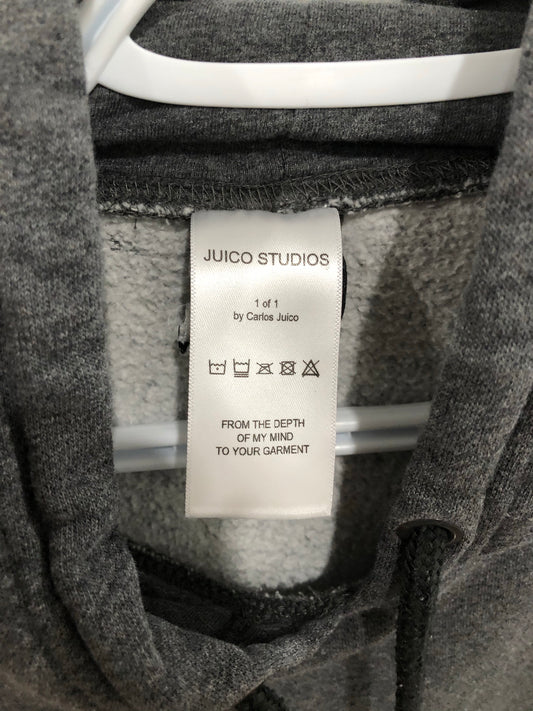 JUICO STUDIOS
1 of 1
by Carlos Juico
FROM THE DEPTH
OF MY MIND
TO YOUR GARMENT